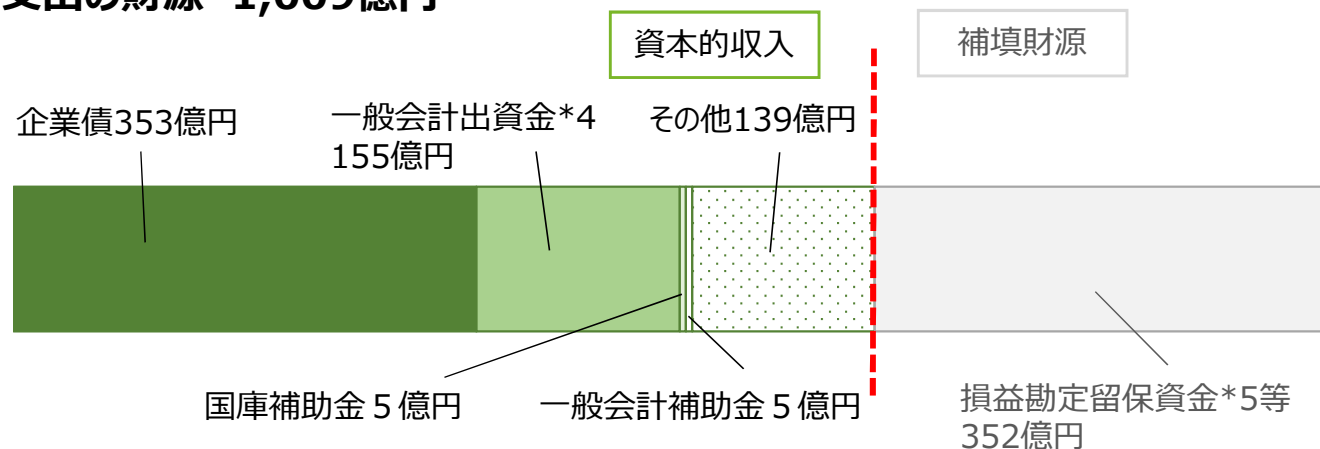 資本的収入
補填財源
企業債353億円
一般会計出資金*4
155億円
その他139億円
国庫補助金５億円
一般会計補助金５億円
損益勘定留保資金*5等
352億円